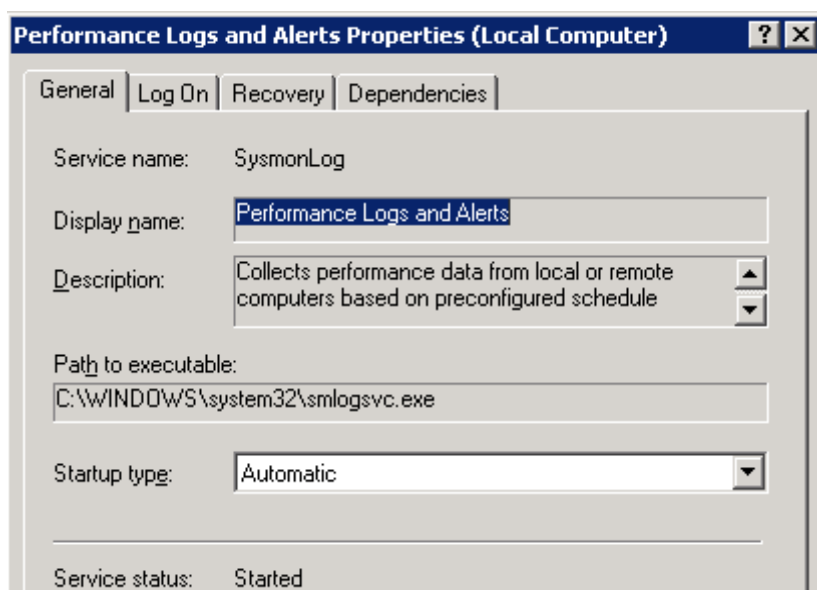 Performance Logs and Alerts Properties (Local Computer)
General Log On Recovery Dependencies
Service name: SysmonLog
Display name: Performance Logs and Alerts
Description: Collects performance data from local or remote
computers based on preconfigured schedule
Path to executable:
C:\WINDOWS\system32\smlogsvc.exe
Startup type: Automatic
Service status: Started